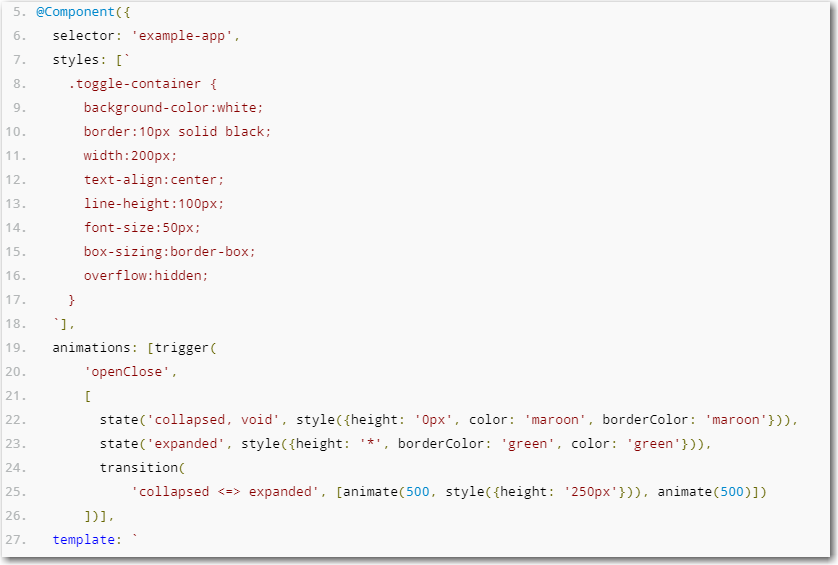 5. @Component({
6.   selector: 'example-app',
7.   styles: [`
8.     .toggle-container {
9.       background-color:white;
10.       border:10px solid black;
11.       width:200px;
12.       text-align:center;
13.       line-height:100px;
14.       font-size:50px;
15.       box-sizing:border-box;
16.       overflow:hidden;
17.     }
18.   `],
19.   animations: [trigger(
20.       'openClose',
21.       [
22.         state('collapsed, void', style({height: '0px', color: 'maroon', borderColor: 'maroon'})),
23.         state('expanded', style({height: '*', borderColor: 'green', color: 'green'})),
24.         transition(
25.             'collapsed <=> expanded', [animate(500, style({height: '250px'})), animate(500)])
26.       ])],
27.   template: `